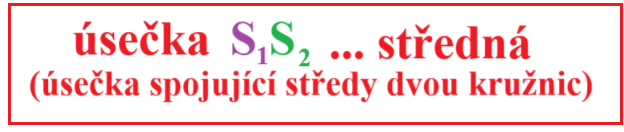 úsečka S₁S₂ ... středná
(úsečka spojující středy dvou kružnic)